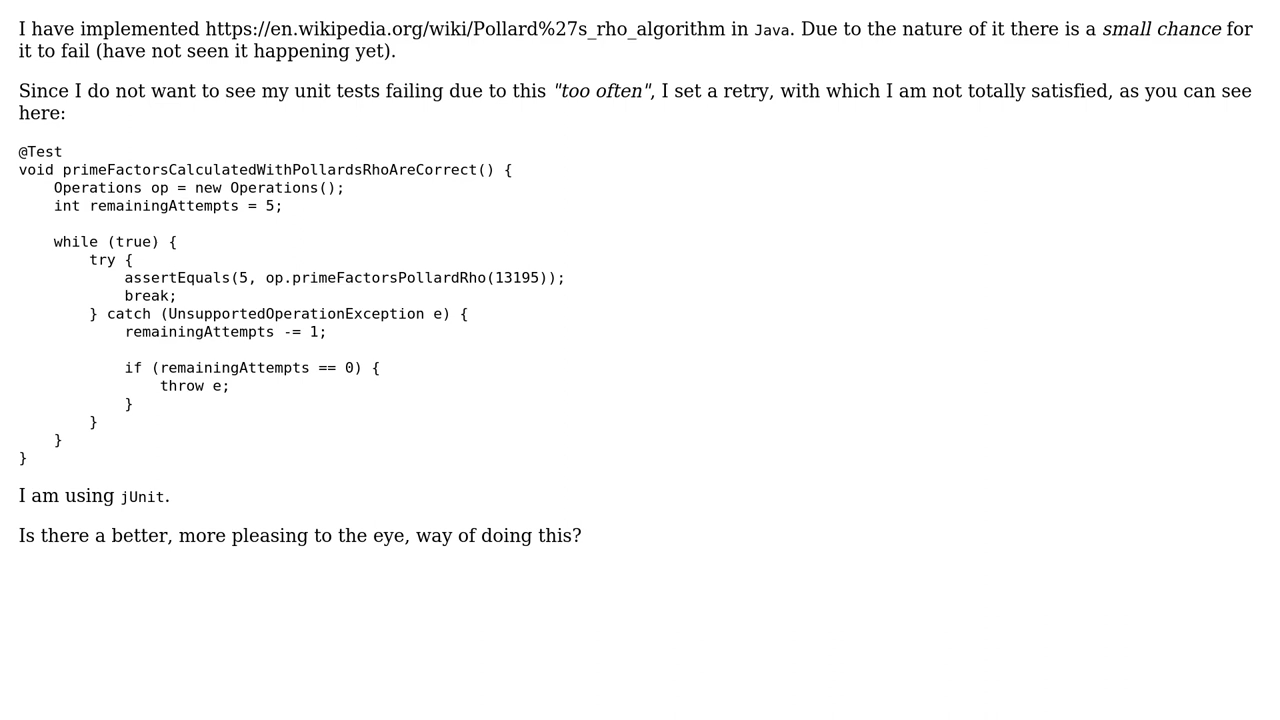 I have implemented https://en.wikipedia.org/wiki/Pollard%27s_rho_algorithm in Java. Due to the nature of it there is a small chance for
it to fail (have not seen it happening yet).
Since I do not want to see my unit tests failing due to this "too often", I set a retry, with which I am not totally satisfied, as you can see
here:
@Test
void primeFactorsCalculatedWithPollardsRhoAreCorrect() {
    Operations op = new Operations();
    int remainingAttempts = 5;
    while (true) {
        try {
            assertEquals(5, op.primeFactorsPollardRho(13195));
            break;
        } catch (UnsupportedOperationException e) {
            remainingAttempts -= 1;
            if (remainingAttempts == 0) {
                throw e;
            }
        }
    }
}
I am using jUnit.
Is there a better, more pleasing to the eye, way of doing this?